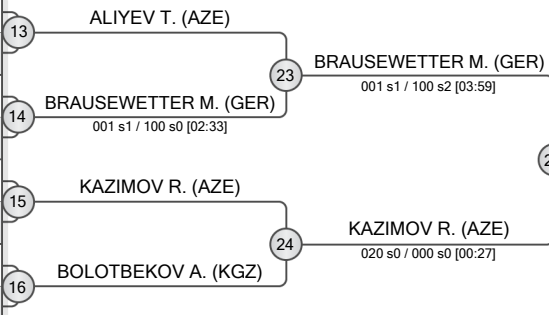 ALIYEV T. (AZE)
13
BRAUSEWETTER M. (GER)
23
001 s1 / 100 s2 [03:59]
BRAUSEWETTER M. (GER)
14
001 s1 / 100 s0 [02:33]
KAZIMOV R. (AZE)
15
KAZIMOV R. (AZE)
24
020 s0 / 000 s0 [00:27]
BOLOTBEKOV A. (KGZ)
16